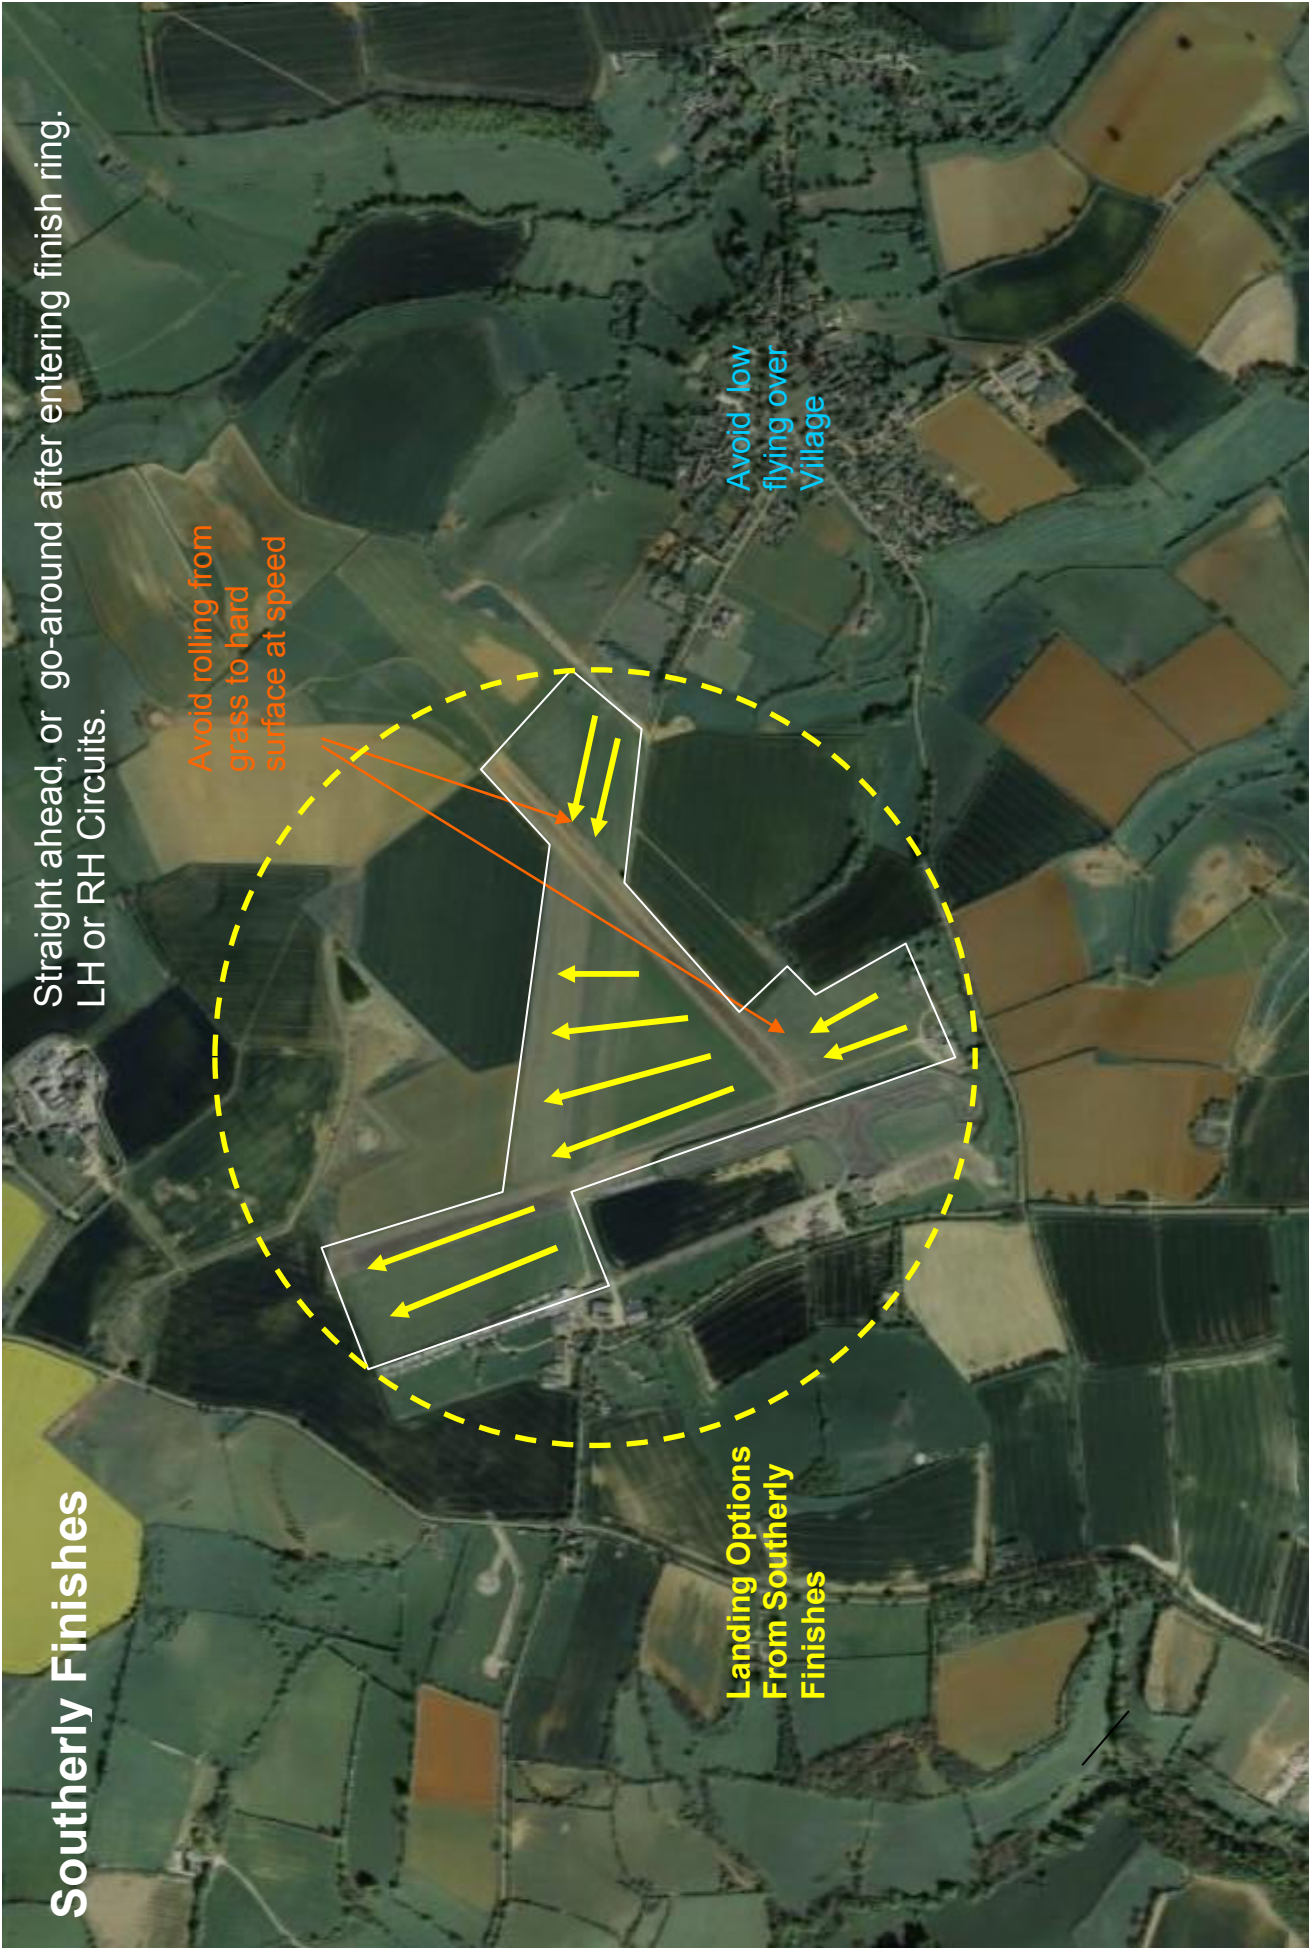 Southerly Finishes
Straight ahead, or go-around after entering finish ring.
LH or RH Circuits.
Avoid rolling from
grass to hard
surface at speed
Avoid low
flying over
Village
Landing Options
From Southerly
Finishes